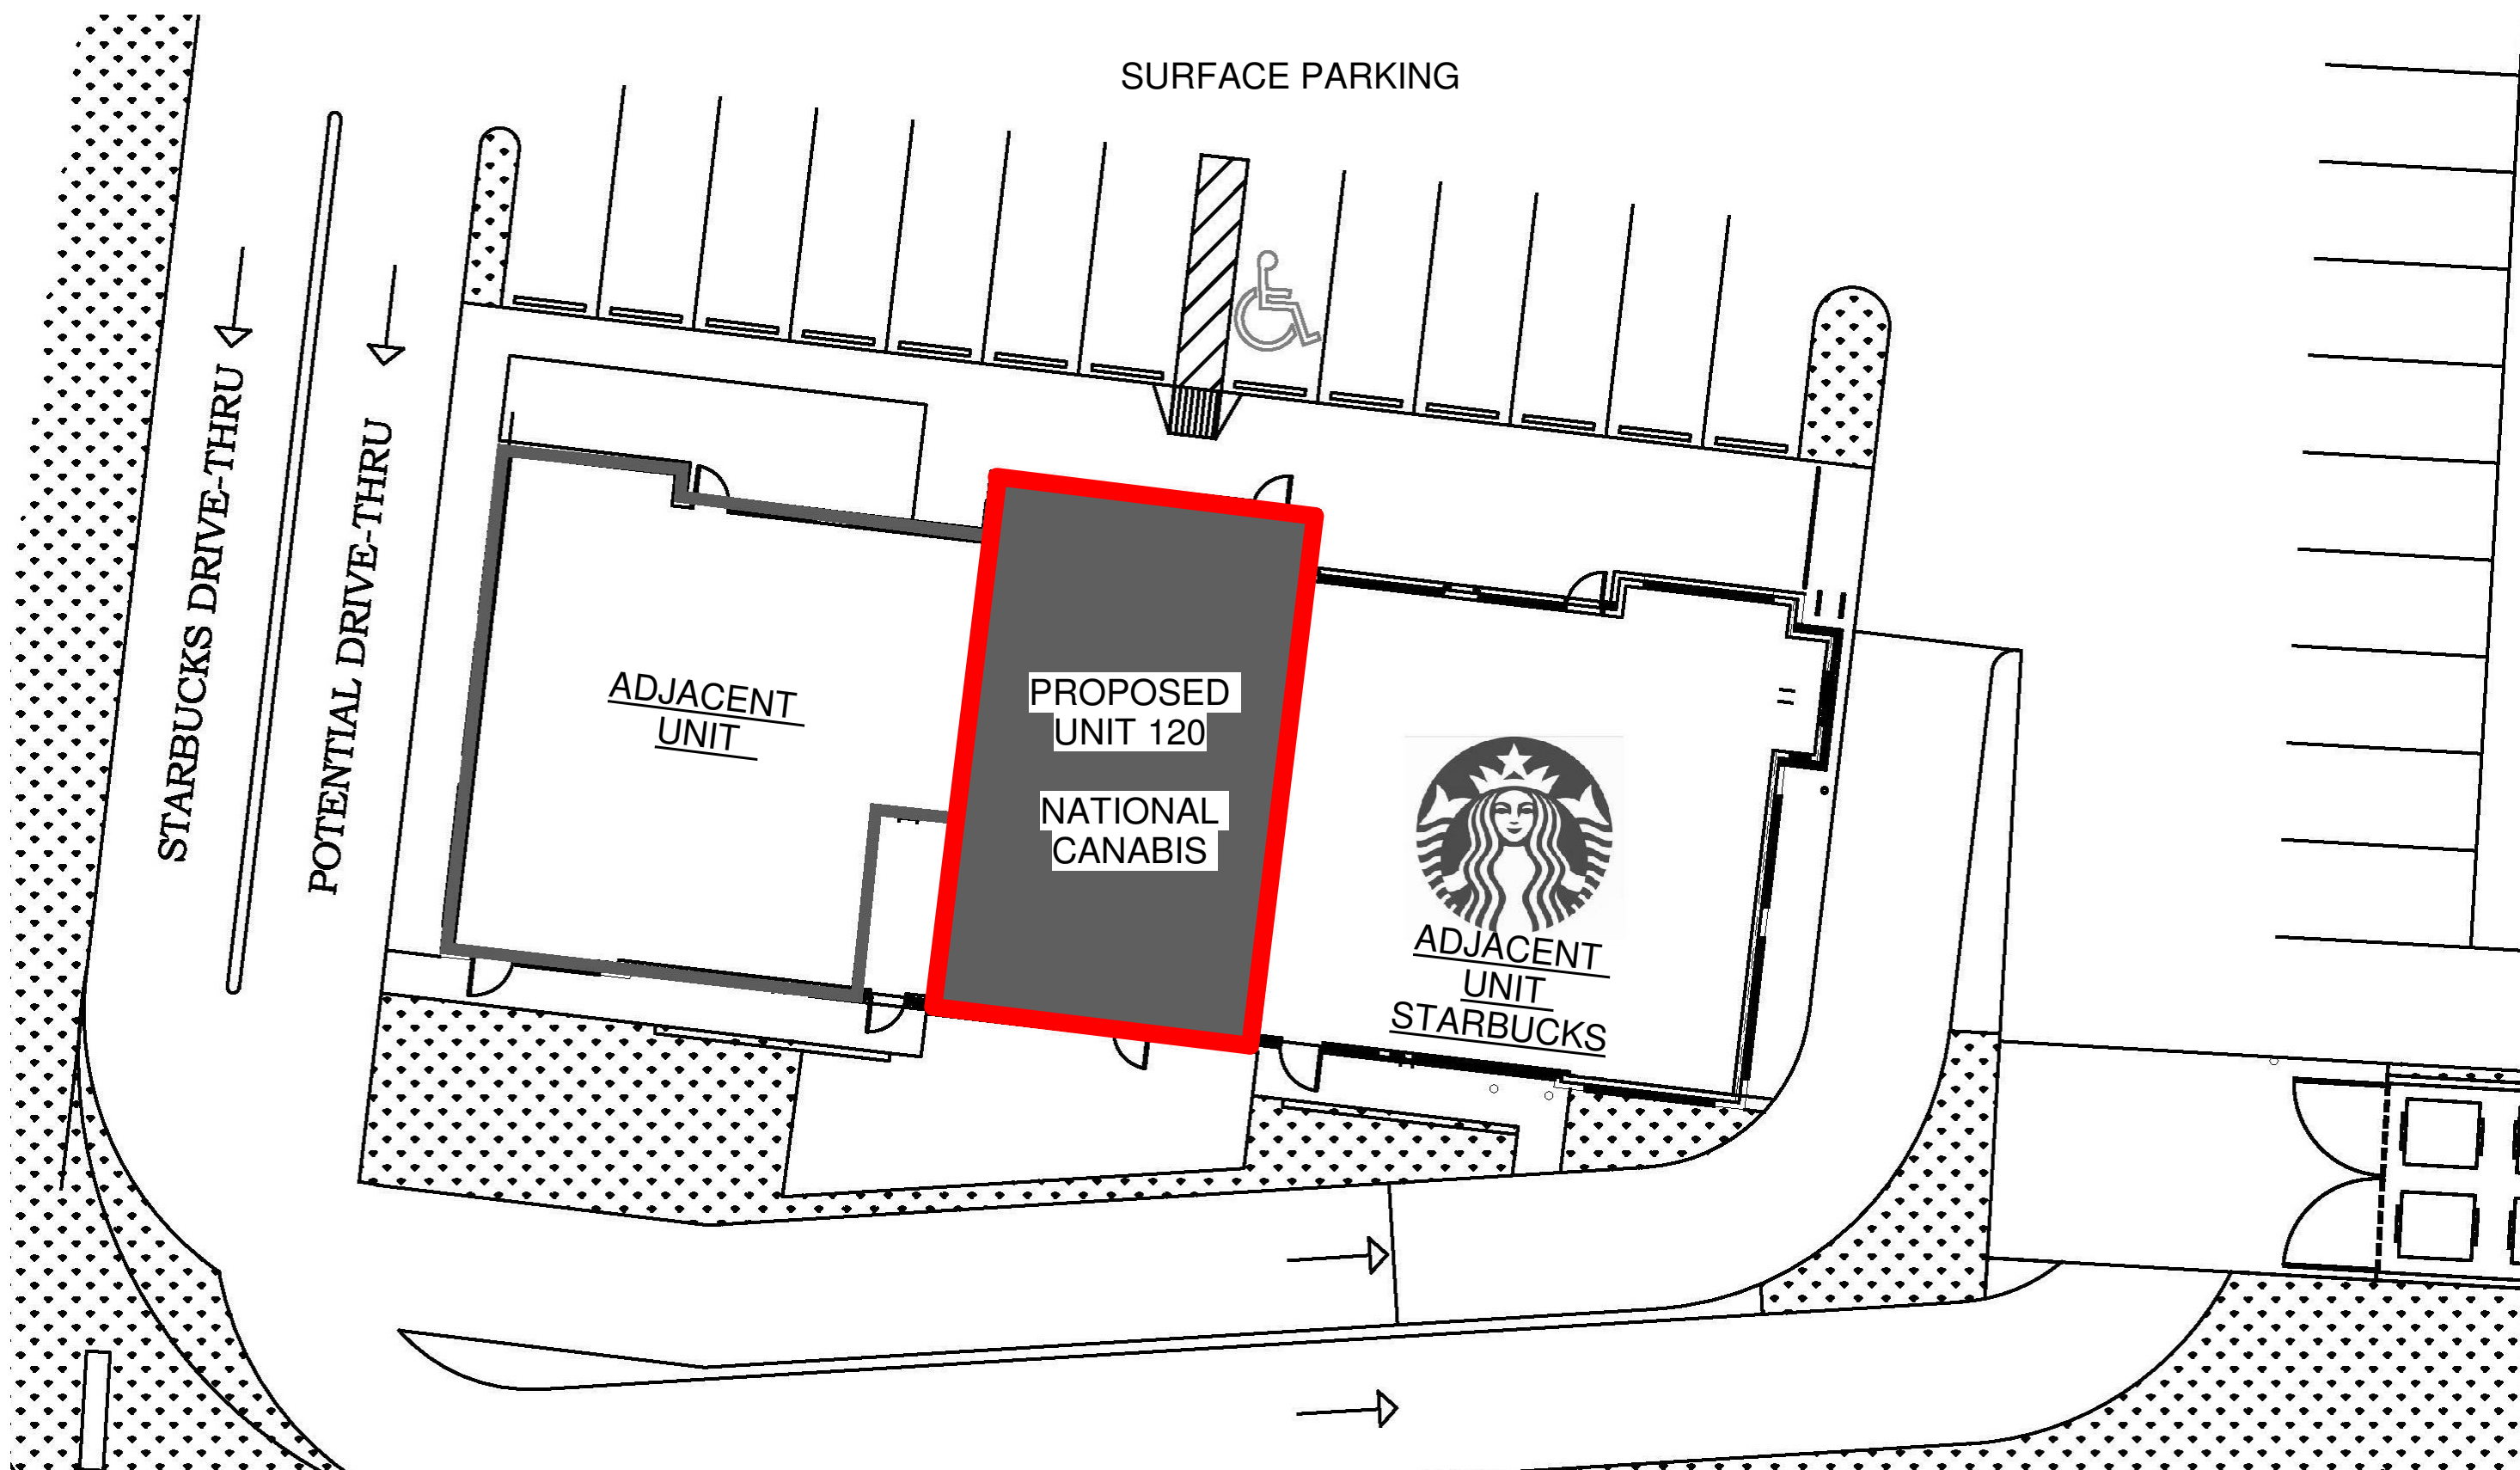 SURFACE PARKING
STARBUCKS DRIVE-THRU
POTENTIAL DRIVE-THRU
ADJACENT
UNIT
PROPOSED
UNIT 120
NATIONAL
CANABIS
ADJACENT
UNIT
STARBUCKS